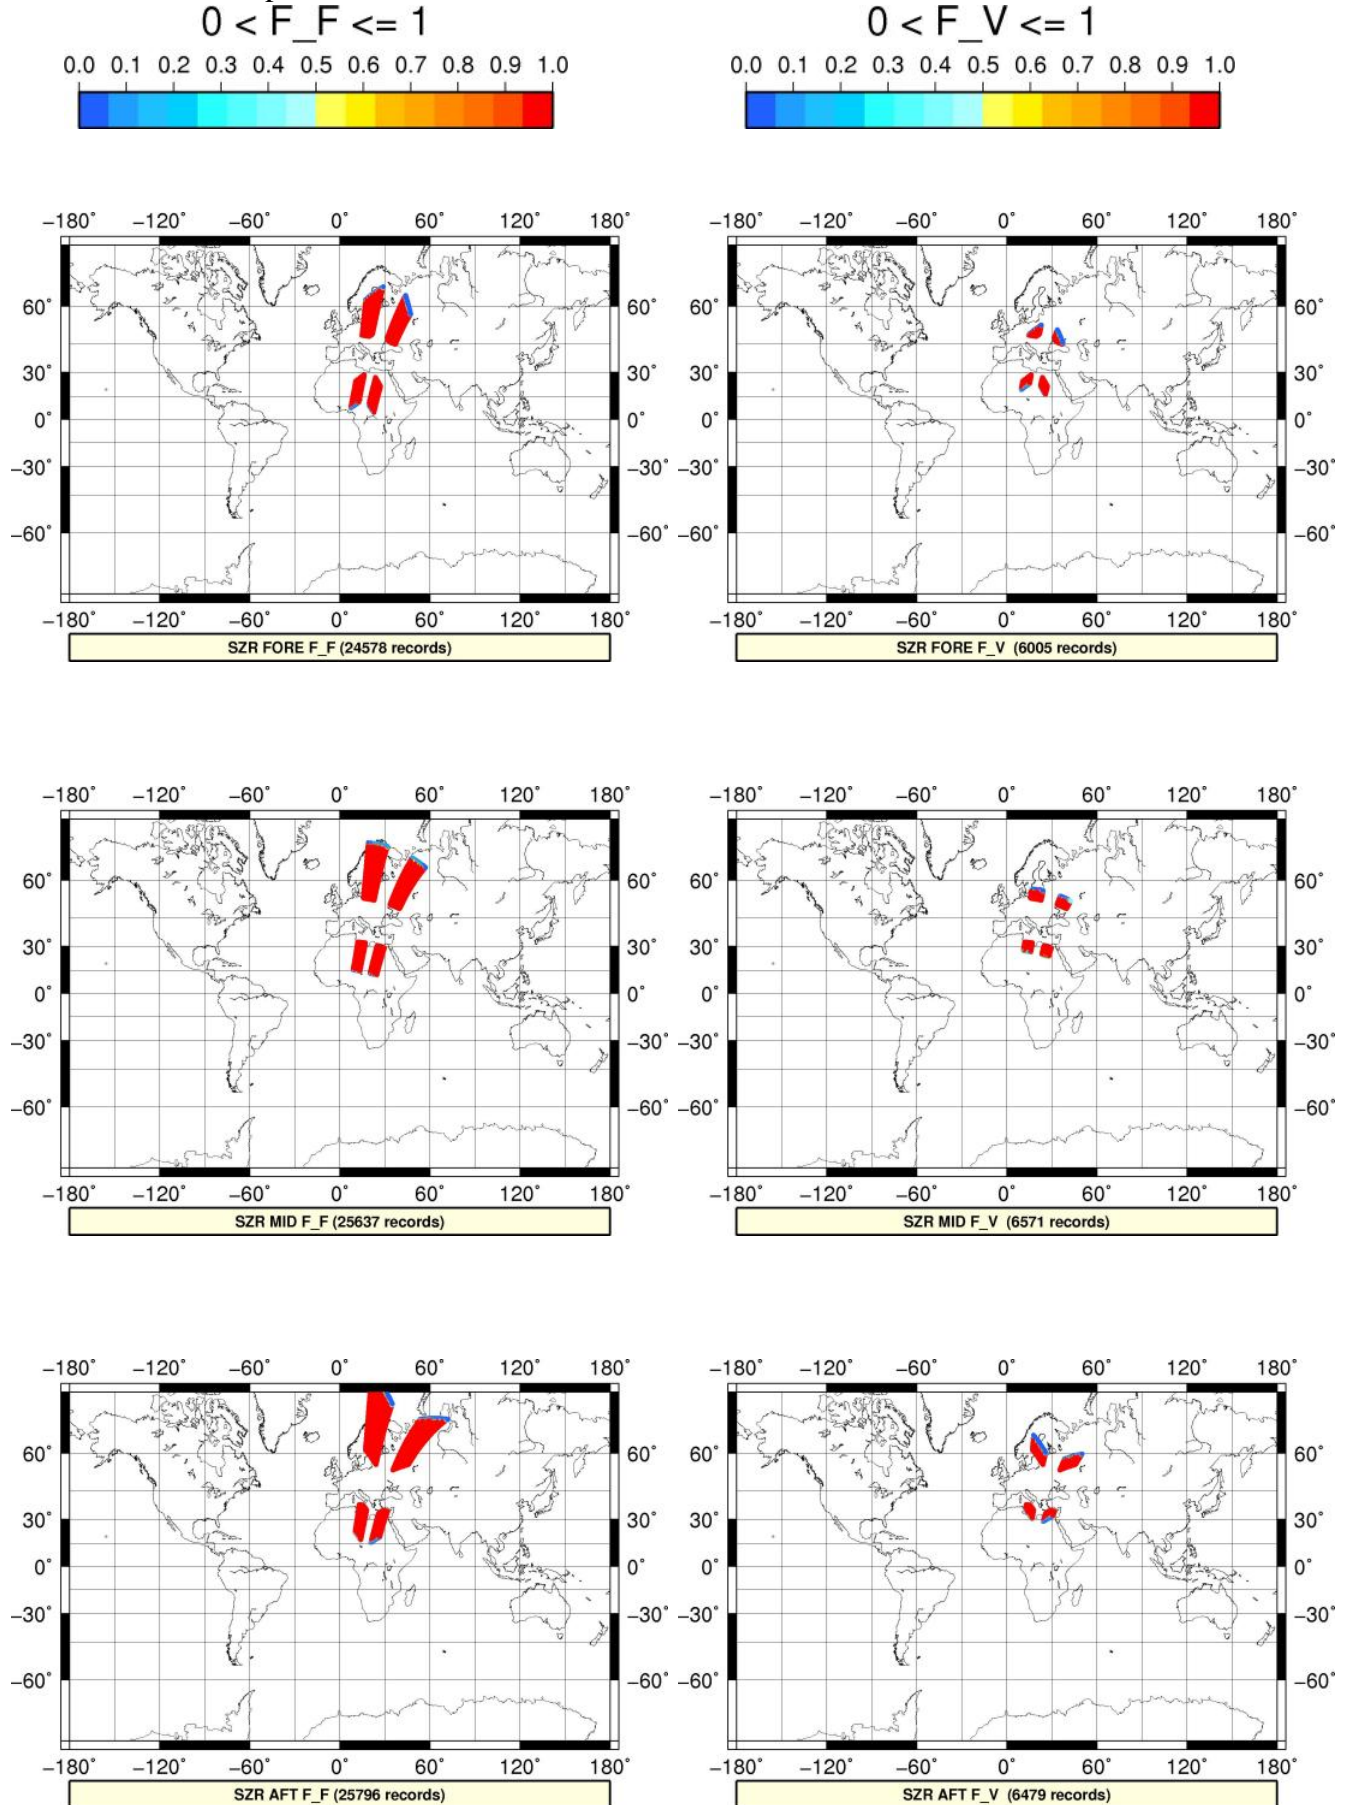 0 < F_F <= 1
0 < F_V <= 1
0.0 0.1 0.2 0.3 0.4 0.5 0.6 0.7 0.8 0.9 1.0
0.0 0.1 0.2 0.3 0.4 0.5 0.6 0.7 0.8 0.9 1.0
−180˚ −120˚ −60˚ 0˚ 60˚ 120˚ 180˚
−180˚ −120˚ −60˚ 0˚ 60˚ 120˚ 180˚
60˚ 60˚ 60˚ 60˚
30˚ 30˚ 30˚ 30˚
0˚ 0˚ 0˚ 0˚
−30˚ −30˚ −30˚ −30˚
−60˚ −60˚ −60˚ −60˚
−180˚ −120˚ −60˚ 0˚ 60˚ 120˚ 180˚
−180˚ −120˚ −60˚ 0˚ 60˚ 120˚ 180˚
SZR FORE F_F (24578 records)
SZR FORE F_V (6005 records)
−180˚ −120˚ −60˚ 0˚ 60˚ 120˚ 180˚
−180˚ −120˚ −60˚ 0˚ 60˚ 120˚ 180˚
60˚ 60˚ 60˚ 60˚
30˚ 30˚ 30˚ 30˚
0˚ 0˚ 0˚ 0˚
−30˚ −30˚ −30˚ −30˚
−60˚ −60˚ −60˚ −60˚
−180˚ −120˚ −60˚ 0˚ 60˚ 120˚ 180˚
−180˚ −120˚ −60˚ 0˚ 60˚ 120˚ 180˚
SZR MID F_F (25637 records)
SZR MID F_V (6571 records)
−180˚ −120˚ −60˚ 0˚ 60˚ 120˚ 180˚
−180˚ −120˚ −60˚ 0˚ 60˚ 120˚ 180˚
60˚ 60˚ 60˚ 60˚
30˚ 30˚ 30˚ 30˚
0˚ 0˚ 0˚ 0˚
−30˚ −30˚ −30˚ −30˚
−60˚ −60˚ −60˚ −60˚
−180˚ −120˚ −60˚ 0˚ 60˚ 120˚ 180˚
−180˚ −120˚ −60˚ 0˚ 60˚ 120˚ 180˚
SZR AFT F_F (25796 records)
SZR AFT F_V (6479 records)